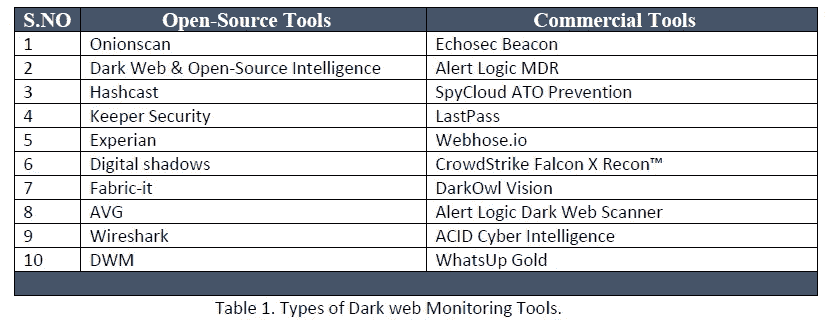 S.NO Open-Source Tools Commercial Tools
1 Onionscan Echosec Beacon
2 Dark Web & Open-Source Intelligence Alert Logic MDR
3 Hashcast SpyCloud ATO Prevention
4 Keeper Security LastPass
5 Experian Webhose.io
6 Digital shadows CrowdStrike Falcon X Recon™
7 Fabric-it DarkOwl Vision
8 AVG Alert Logic Dark Web Scanner
9 Wireshark ACID Cyber Intelligence
10 DWM WhatsUp Gold
Table 1. Types of Dark web Monitoring Tools.